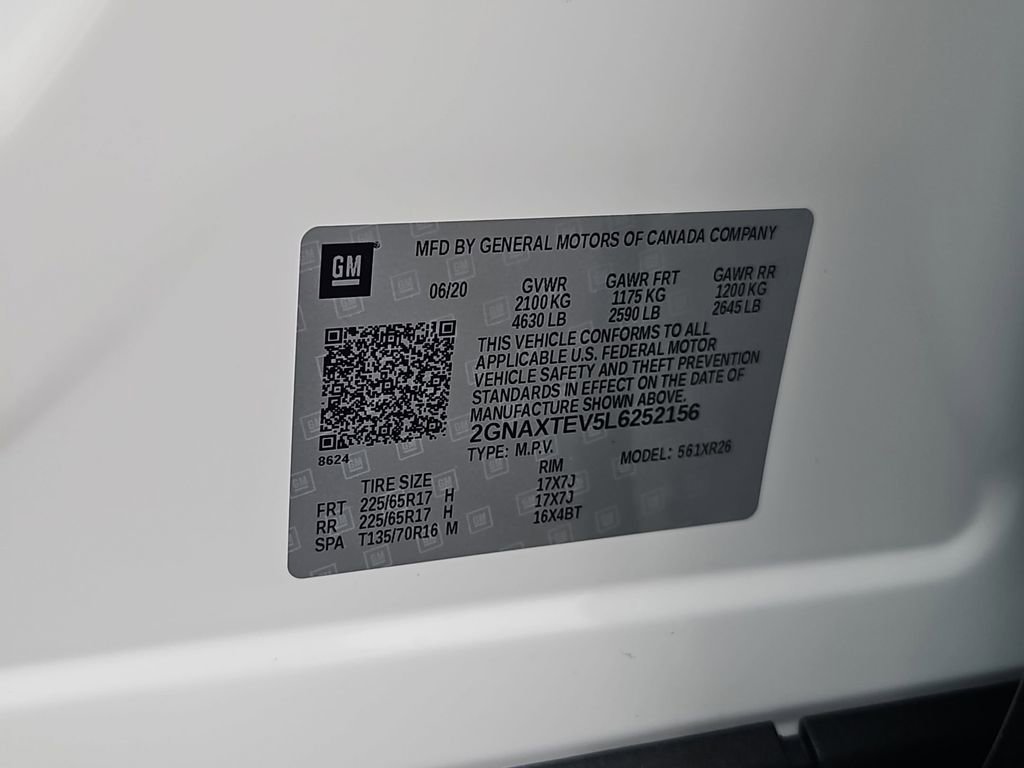 GM
MFD BY GENERAL MOTORS OF CANADA COMPANY
06/20 GVWR GAWR FRT GAWR RR
2100 KG 1175 KG 1200 KG
4630 LB 2590 LB 2645 LB
THIS VEHICLE CONFORMS TO ALL
APPLICABLE U.S. FEDERAL MOTOR
VEHICLE SAFETY AND THEFT PREVENTION
STANDARDS IN EFFECT ON THE DATE OF
MANUFACTURE SHOWN ABOVE.
2GNAXTEV5L6252156
8624
TYPE: M.P.V. MODEL: 561XR26
TIRE SIZE RIM
FRT 225/65R17 H 17X7J
RR 225/65R17 H 17X7J
SPA T135/70R16 M 16X4BT